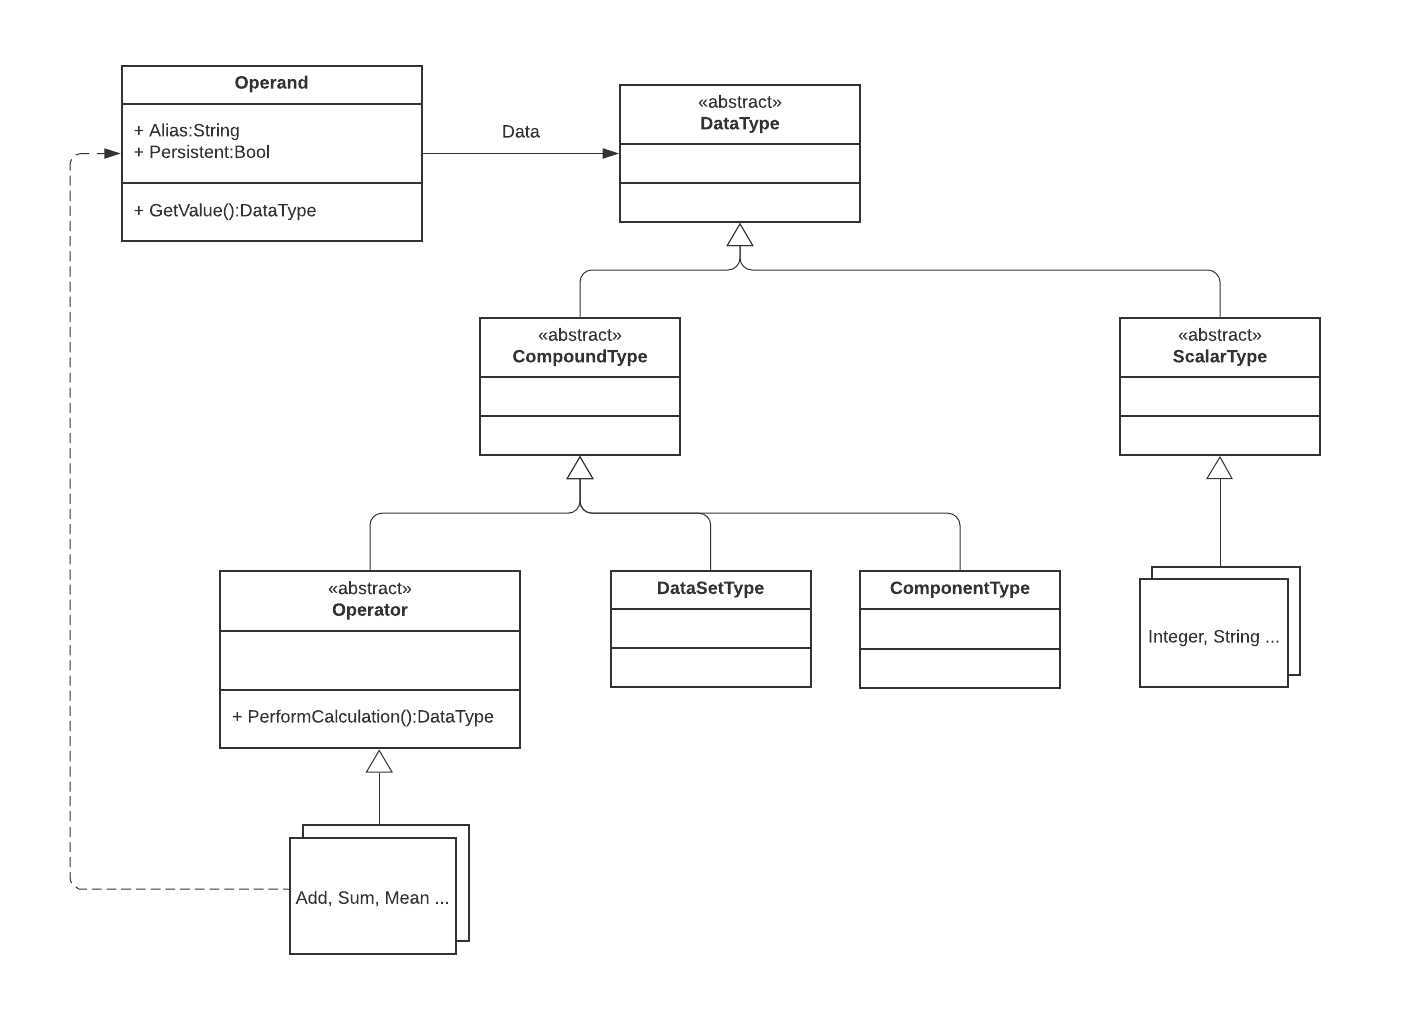 Operand
+ Alias:String
+ Persistent:Bool
+ GetValue():DataType
Data
«abstract»
DataType
«abstract»
CompoundType
«abstract»
ScalarType
«abstract»
Operator
+ PerformCalculation():DataType
DataSetType
ComponentType
Integer, String ...
Add, Sum, Mean ...